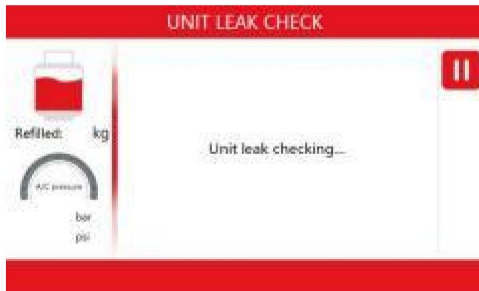 UNIT LEAK CHECK
Refilled: kg
A/C pressure
bar
psi
Unit leak checking...